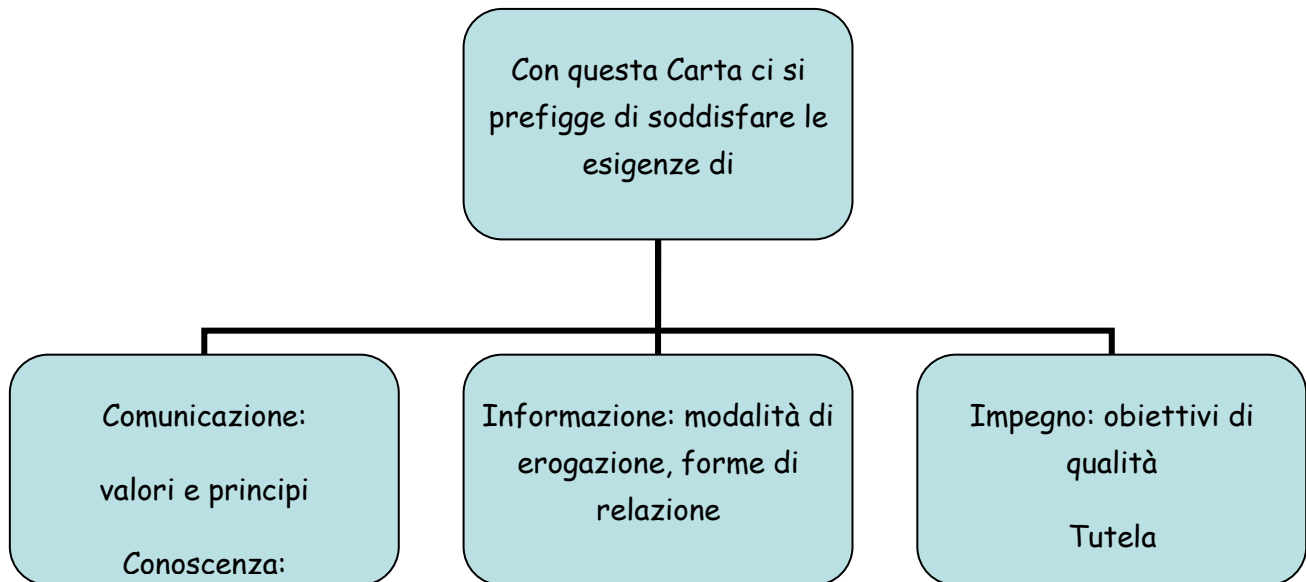 Con questa Carta ci si
prefigge di soddisfare le
esigenze di
Comunicazione:
valori e principi
Conoscenza:
Informazione: modalità di
erogazione, forme di
relazione
Impegno: obiettivi di
qualità
Tutela